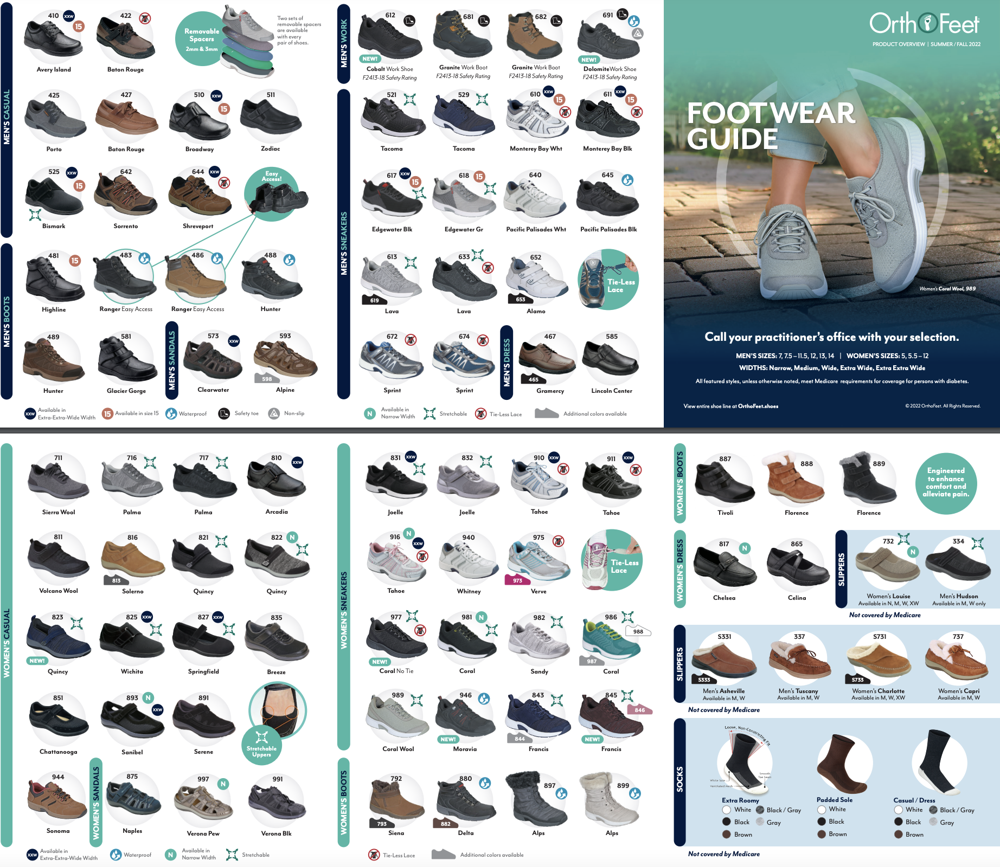 MEN'S CASUAL
410
XXW
15
Avery Island
422
Baton Rouge
Removable
Spacers
2mm & 3mm
Two sets of
removable spacers
are available
with every
pair of shoes.
425
Porto
427
Baton Rouge
510
XXW
15
Broadway
511
Zodiac
525
XXW
15
Bismark
642
Sorrento
644
XXW
Shreveport
Easy
Access!
MEN'S BOOTS
481
15
Highline
483
Ranger Easy Access
486
Ranger Easy Access
488
Hunter
489
Hunter
581
Glacier Gorge
MEN'S SANDALS
573
XXW
Clearwater
593
598
Alpine
XXW Available in
Extra-Extra-Wide Width
15 Available in size 15
Waterproof
Safety toe
Non-slip
MEN'S WORK
612
NEW!
Cobalt Work Shoe
F2413-18 Safety Rating
681
Granite Work Boot
F2413-18 Safety Rating
682
Granite Work Boot
F2413-18 Safety Rating
691
NEW!
DolomiteWork Shoe
F2413-18 Safety Rating
MEN'S SNEAKERS
521
Tacoma
529
Tacoma
610
XXW
15
Monterey Bay Wht
611
XXW
15
Monterey Bay Blk
617
XXW
15
Edgewater Blk
618
15
Edgewater Gr
640
Pacific Palisades Wht
645
Pacific Palisades Blk
613
619
Lava
633
Lava
652
653
Alamo
Tie-Less
Lace
672
Sprint
674
Sprint
MEN'S DRESS
467
465
Gramercy
585
Lincoln Center
N Available in
Narrow Width
Stretchable
Tie-Less Lace
Additional colors available
OrthoFeet
PRODUCT OVERVIEW | SUMMER / FALL 2022
FOOTWEAR
GUIDE
Women's Coral Wool, 989
Call your practitioner's office with your selection.
MEN'S SIZES: 7, 7.5 – 11.5, 12, 13, 14 | WOMEN'S SIZES: 5, 5.5 – 12
WIDTHS: Narrow, Medium, Wide, Extra Wide, Extra Extra Wide
All featured styles, unless otherwise noted, meet Medicare requirements for coverage for persons with diabetes.
View entire shoe line at OrthoFeet.shoes
© 2022 OrthoFeet. All Rights Reserved.
WOMEN'S CASUAL
711
Sierra Wool
716
Palma
717
Palma
810
XXW
Arcadia
811
Volcano Wool
816
813
Solerno
821
Quincy
822
N
Quincy
823
NEW!
Quincy
825
XXW
Wichita
827
XXW
Springfield
835
Breeze
851
Chattanooga
893
N
XXW
Sanibel
891
Serene
Stretchable
Uppers
944
Sonoma
WOMEN'S SANDALS
875
Naples
997
N
Verona Pew
991
Verona Blk
XXW Available in
Extra-Extra-Wide Width
Waterproof
N Available in
Narrow Width
Stretchable
WOMEN'S SNEAKERS
831
XXW
Joelle
832
Joelle
910
XXW
Tahoe
911
XXW
Tahoe
916
N
XXW
Tahoe
940
Whitney
975
973
Verve
Tie-Less
Lace
977
NEW!
Coral No Tie
981
N
Coral
982
Sandy
986
988
987
Coral
989
Coral Wool
946
NEW!
Moravia
843
844
Francis
845
846
NEW!
Francis
WOMEN'S BOOTS
792
793
Siena
880
882
Delta
897
Alps
899
Alps
Tie-Less Lace
Additional colors available
WOMEN'S BOOTS
887
Tivoli
888
Florence
889
Florence
Engineered
to enhance
comfort and
alleviate pain.
WOMEN'S DRESS
817
N
Chelsea
865
Celina
SLIPPERS
732
N
Women's Louise
Available in N, M, W, XW
334
Men's Hudson
Available in M, W only
Not covered by Medicare
SLIPPERS
S331
S333
Men's Asheville
Available in M, W
337
Men's Tuscany
Available in M, W
S731
S733
Women's Charlotte
Available in M, W, XW
737
Women's Capri
Available in M, W
Not covered by Medicare
SOCKS
Loose, Non-Constricting Fit
White Sole
Ventilated Mesh
Smooth
Toe Seam
Extra Roomy
White
Black / Gray
Black
Gray
Brown
Padded Sole
White
Black
Brown
Casual / Dress
White
Black / Gray
Black
Gray
Brown
Not covered by Medicare